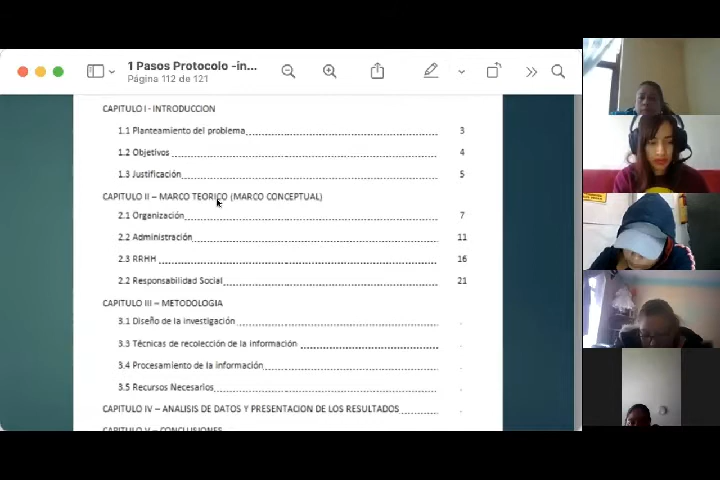 1 Pasos Protocolo -in...
Página 112 de 121
CAPITULO I - INTRODUCCION
1.1 Planteamiento del problema 3
1.2 Objetivos 4
1.3 Justificación 5
CAPITULO II – MARCO TEORICO (MARCO CONCEPTUAL)
2.1 Organización 7
2.2 Administración 11
2.3 RRHH 16
2.2 Responsabilidad Social 21
CAPITULO III – METODOLOGIA
3.1 Diseño de la investigación
3.3 Técnicas de recolección de la información
3.4 Procesamiento de la información
3.5 Recursos Necesarios
CAPITULO IV – ANALISIS DE DATOS Y PRESENTACION DE LOS RESULTADOS
CAPITULO V – CONCLUSIONES